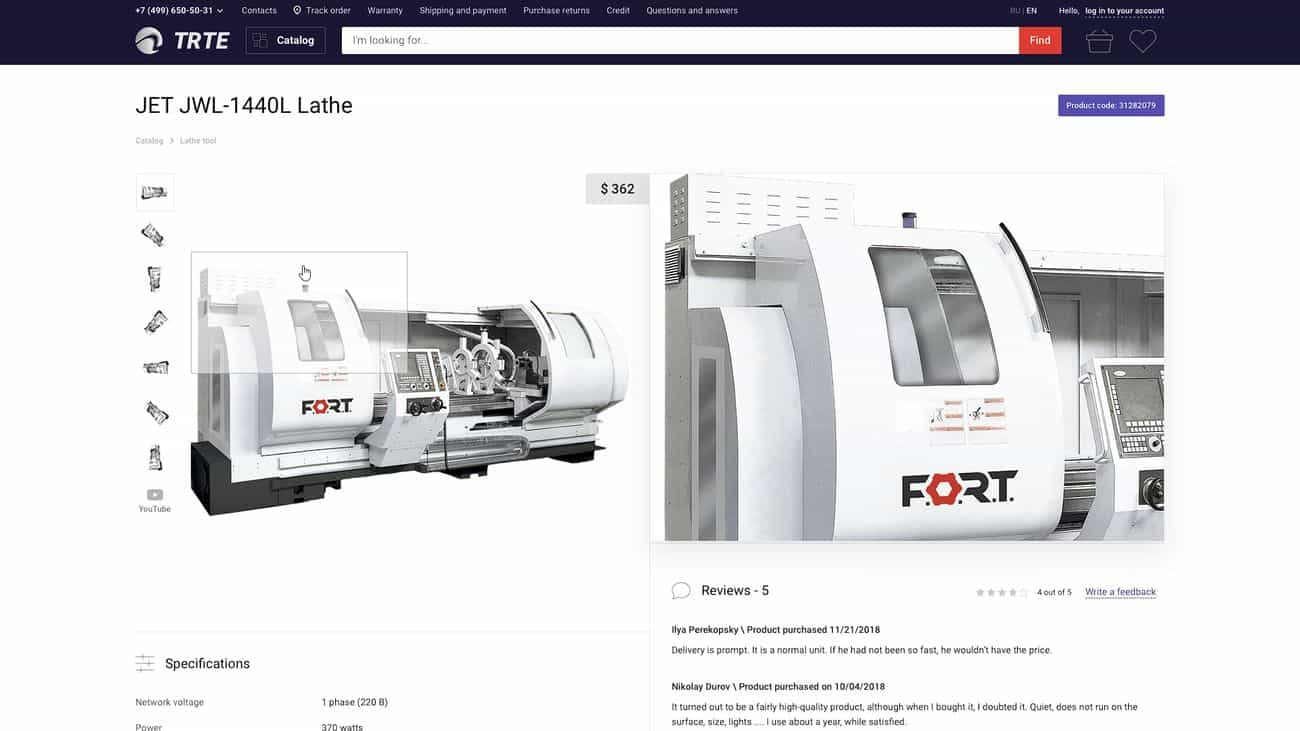 +7 (499) 650-50-31 Contacts Track order Warranty Shipping and payment Purchase returns Credit Questions and answers RU | EN Hello, log in to your account
TRTE Catalog I'm looking for... Find
JET JWL-1440L Lathe
Product code: 31282079
Catalog Lathe tool
$ 362
F.O.R.T.
F.O.R.T.
YouTube
Reviews - 5
4 out of 5 Write a feedback
Ilya Perekopsky \ Product purchased 11/21/2018
Delivery is prompt. It is a normal unit. If he had not been so fast, he wouldn't have the price.
Nikolay Durov \ Product purchased on 10/04/2018
It turned out to be a fairly high-quality product, although when I bought it, I doubted it. Quiet, does not run on the
surface, size, lights .... I use about a year, while satisfied.
Specifications
Network voltage 1 phase (220 B)
Power 370 watts